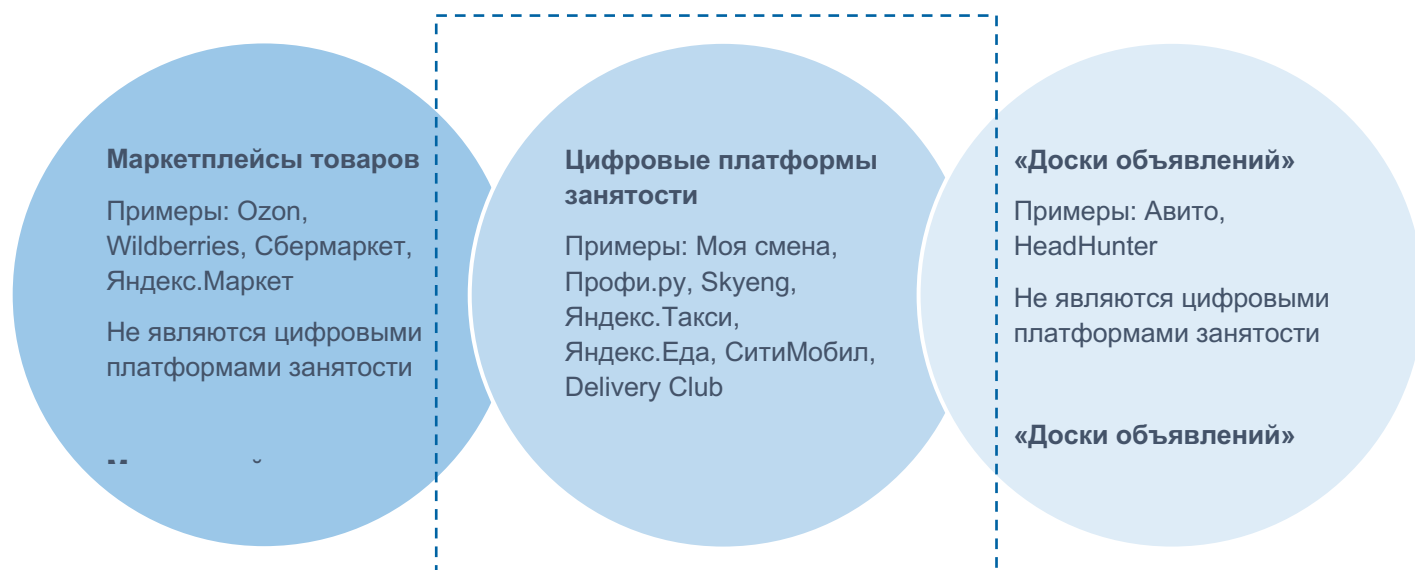 Маркетплейсы товаров
Примеры: Ozon,
Wildberries, Сбермаркет,
Яндекс.Маркет
Не являются цифровыми
платформами занятости
Цифровые платформы
занятости
Примеры: Моя смена,
Профи.ру, Skyeng,
Яндекс.Такси,
Яндекс.Еда, СитиМобил,
Delivery Club
«Доски объявлений»
Примеры: Авито,
HeadHunter
Не являются цифровыми
платформами занятости
«Доски объявлений»